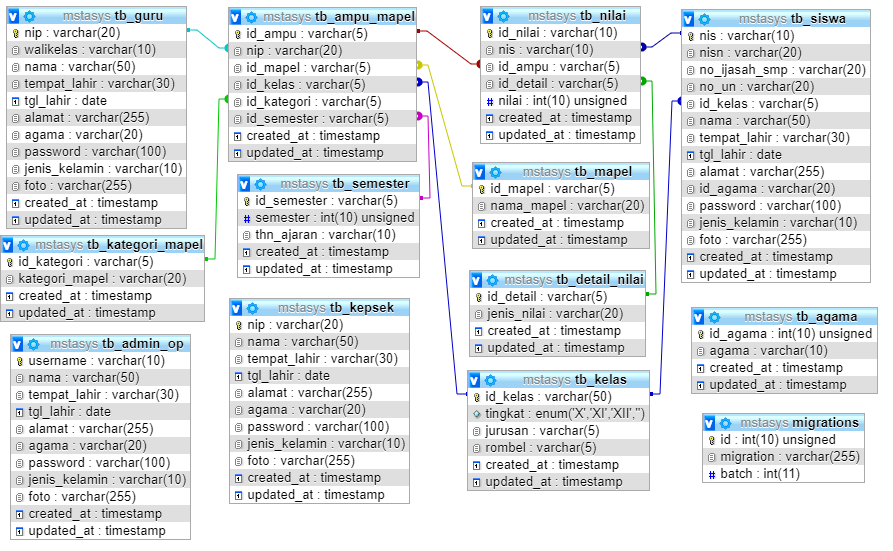 mstasys tb_guru
nip : varchar(20)
walikelas : varchar(10)
nama : varchar(50)
tempat_lahir : varchar(30)
tgl_lahir : date
alamat : varchar(255)
agama : varchar(20)
password : varchar(100)
jenis_kelamin : varchar(10)
foto : varchar(255)
created_at : timestamp
updated_at : timestamp
mstasys tb_ampu_mapel
id_ampu : varchar(5)
nip : varchar(20)
id_mapel : varchar(5)
id_kelas : varchar(5)
id_kategori : varchar(5)
id_semester : varchar(5)
created_at : timestamp
updated_at : timestamp
mstasys tb_nilai
id_nilai : varchar(10)
nis : varchar(10)
id_ampu : varchar(5)
id_detail : varchar(5)
# nilai : int(10) unsigned
created_at : timestamp
updated_at : timestamp
mstasys tb_siswa
nis : varchar(10)
nisn : varchar(20)
no_ijasah_smp : varchar(20)
no_un : varchar(20)
id_kelas : varchar(5)
nama : varchar(50)
tempat_lahir : varchar(30)
tgl_lahir : date
alamat : varchar(255)
id_agama : varchar(20)
password : varchar(100)
jenis_kelamin : varchar(10)
foto : varchar(255)
created_at : timestamp
updated_at : timestamp
mstasys tb_semester
id_semester : varchar(5)
# semester : int(10) unsigned
thn_ajaran : varchar(10)
created_at : timestamp
updated_at : timestamp
mstasys tb_mapel
id_mapel : varchar(5)
nama_mapel : varchar(20)
created_at : timestamp
updated_at : timestamp
mstasys tb_kategori_mapel
id_kategori : varchar(5)
kategori_mapel : varchar(20)
created_at : timestamp
updated_at : timestamp
mstasys tb_detail_nilai
id_detail : varchar(5)
jenis_nilai : varchar(20)
created_at : timestamp
updated_at : timestamp
mstasys tb_kepsek
nip : varchar(20)
nama : varchar(50)
tempat_lahir : varchar(30)
tgl_lahir : date
alamat : varchar(255)
agama : varchar(20)
password : varchar(100)
jenis_kelamin : varchar(10)
foto : varchar(255)
created_at : timestamp
updated_at : timestamp
mstasys tb_agama
id_agama : int(10) unsigned
agama : varchar(10)
created_at : timestamp
updated_at : timestamp
mstasys tb_admin_op
username : varchar(10)
nama : varchar(50)
tempat_lahir : varchar(30)
tgl_lahir : date
alamat : varchar(255)
agama : varchar(20)
password : varchar(100)
jenis_kelamin : varchar(10)
foto : varchar(255)
created_at : timestamp
updated_at : timestamp
mstasys tb_kelas
id_kelas : varchar(50)
tingkat : enum('X','XI','XII','')
jurusan : varchar(5)
rombel : varchar(5)
created_at : timestamp
updated_at : timestamp
mstasys migrations
id : int(10) unsigned
migration : varchar(255)
# batch : int(11)